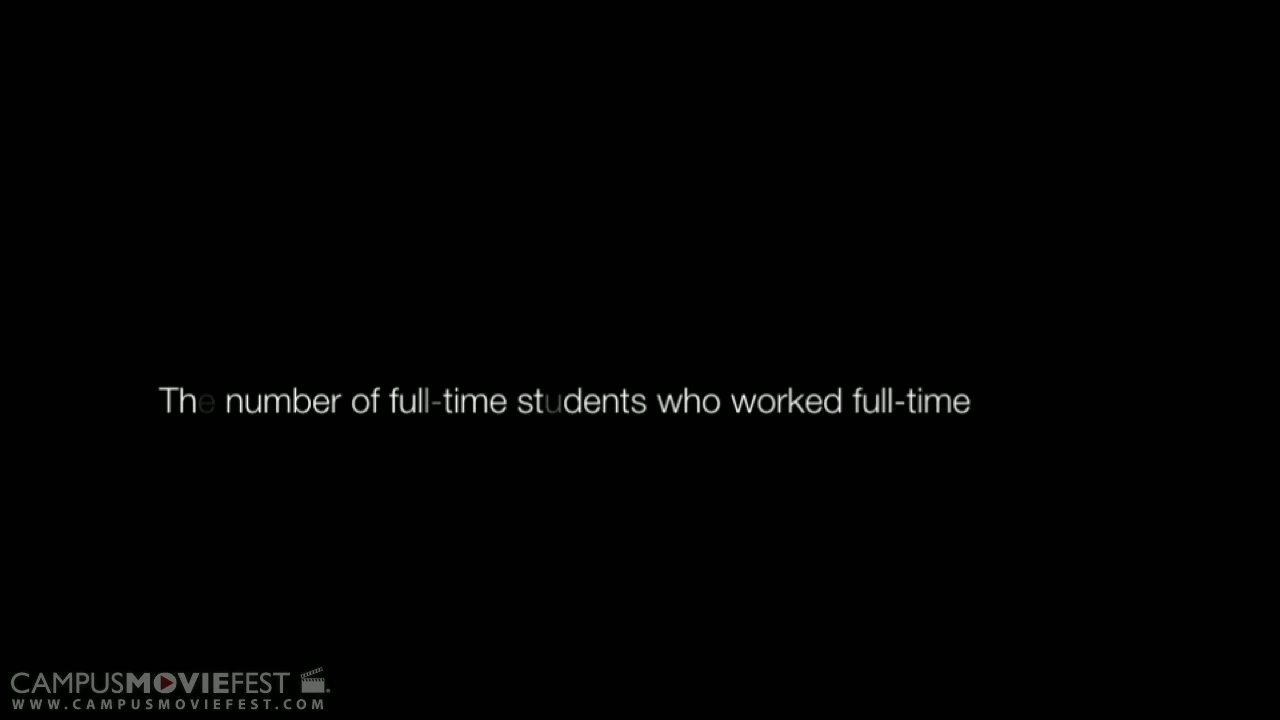 The number of full-time students who worked full-time
CAMPUSMOVIEFEST
WWW.CAMPUSMOVIEFEST.COM